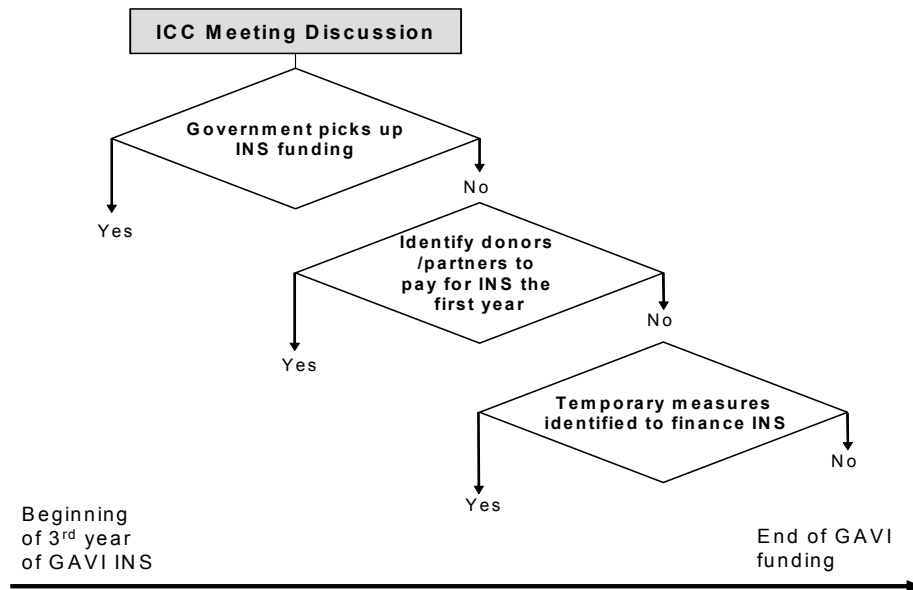 ICC Meeting Discussion
Government picks up
INS funding
Yes
No
Identify donors
/partners to
pay for INS the
first year
Yes
No
Temporary measures
identified to finance INS
Yes
No
Beginning
of 3rd year
of GAVI INS
End of GAVI
funding